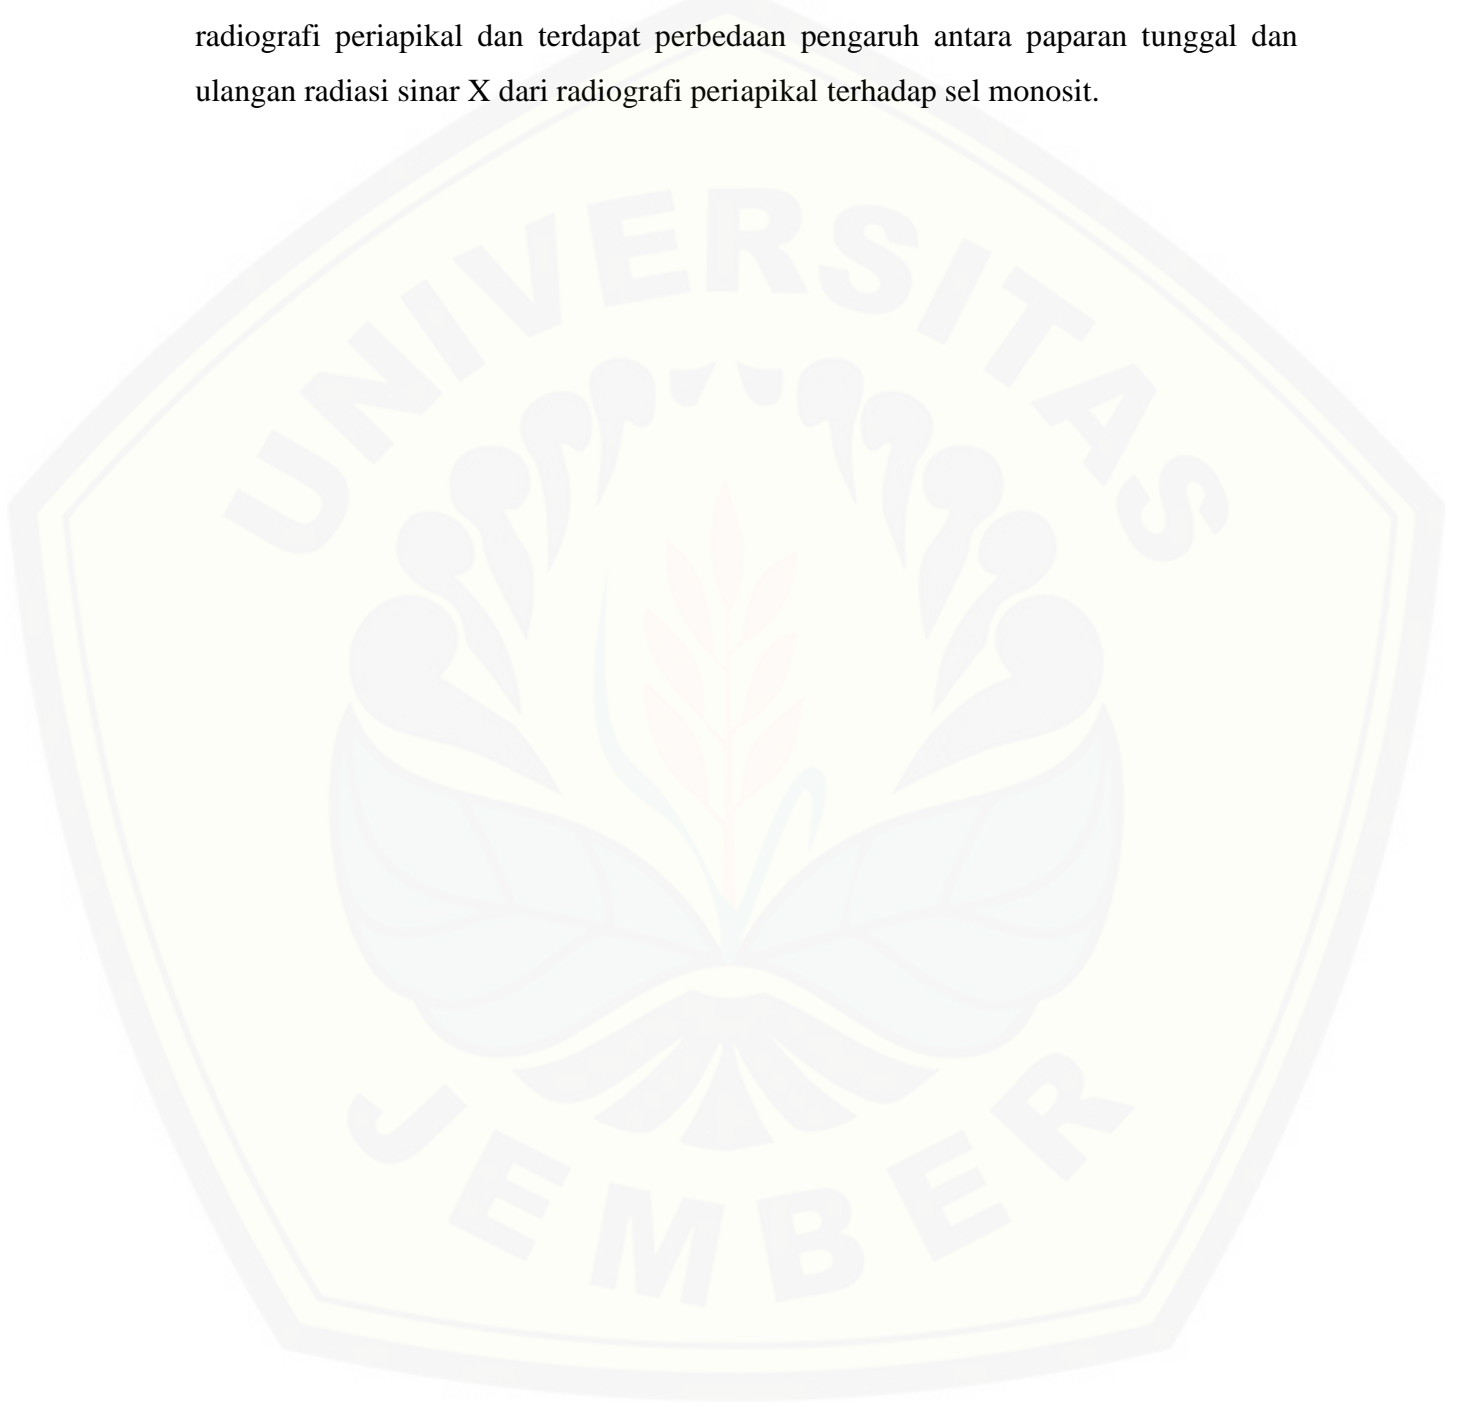 radiografi periapikal dan terdapat perbedaan pengaruh antara paparan tunggal dan
ulangan radiasi sinar X dari radiografi periapikal terhadap sel monosit.
UNIVERSITAS
JEMBER